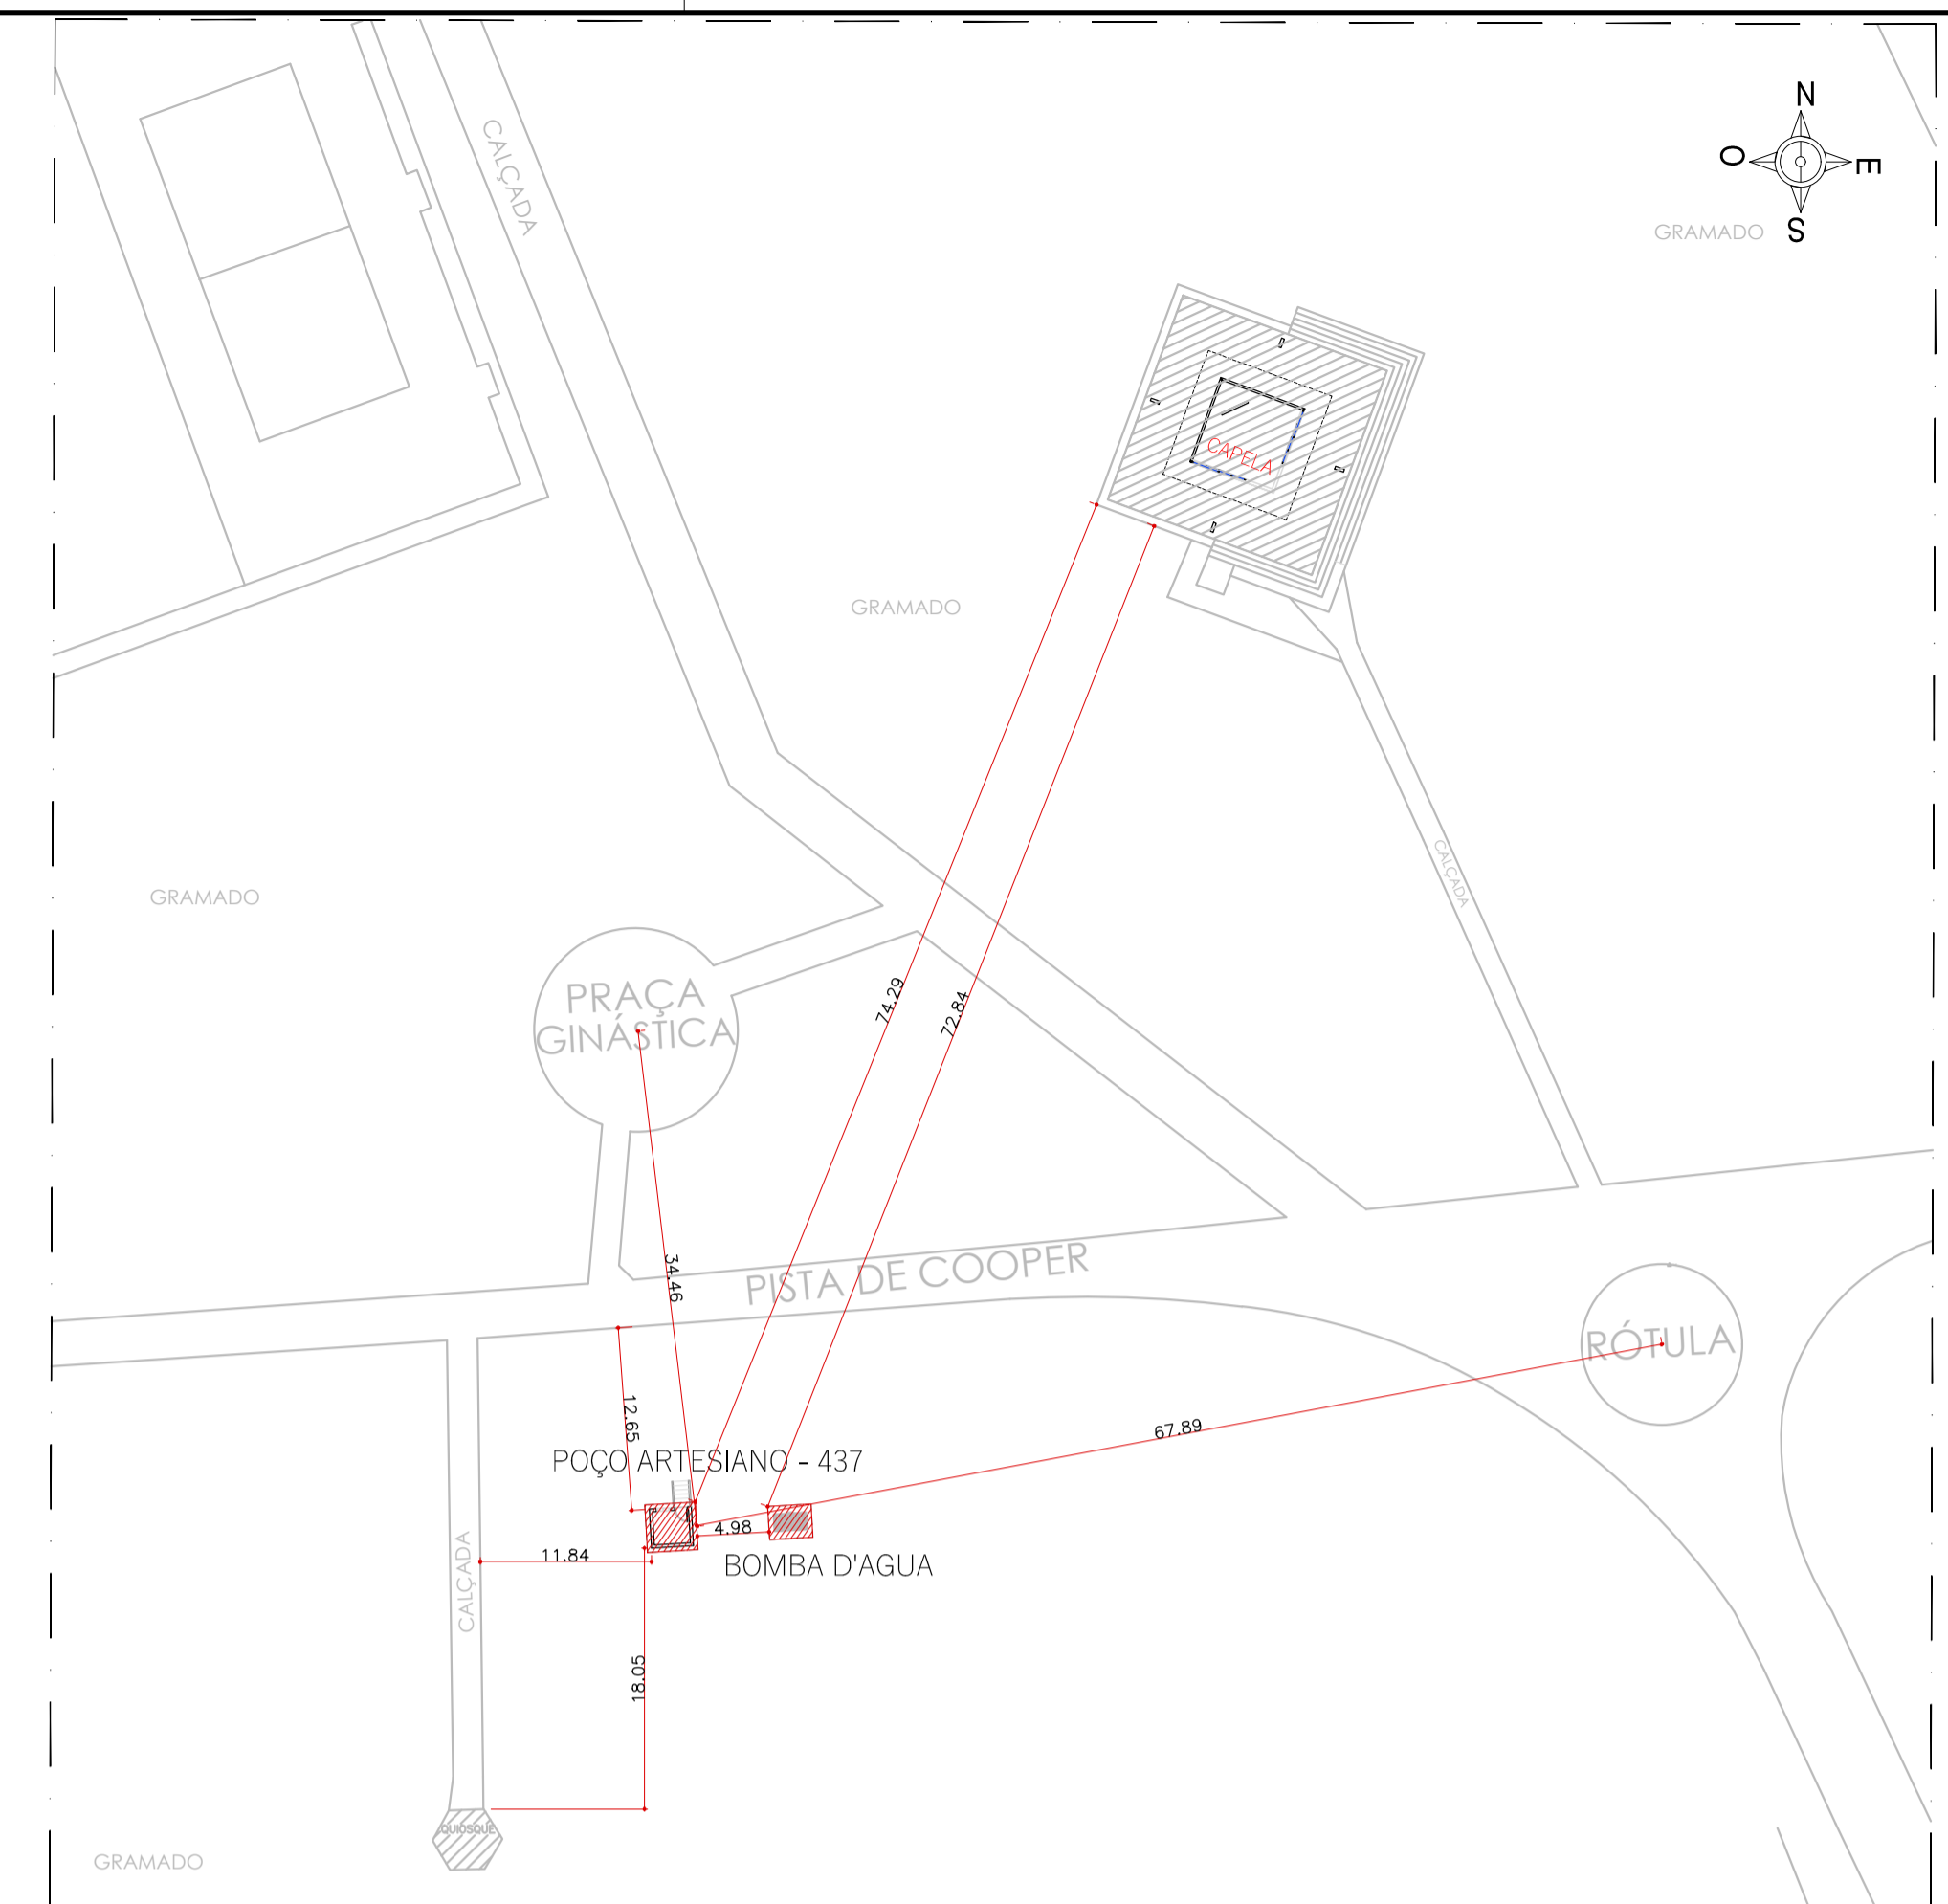 N
CALÇADA
O
E
S
GRAMADO
CAPELA
GRAMADO
CALÇADA
GRAMADO
PRAÇA
GINÁSTICA
74.29
72.84
34.46
PISTA DE COOPER
RÓTULA
12.65
67.89
POÇO ARTESIANO - 437
4.98
11.84
BOMBA D'AGUA
CALÇADA
18.05
QUIOSQUE
GRAMADO